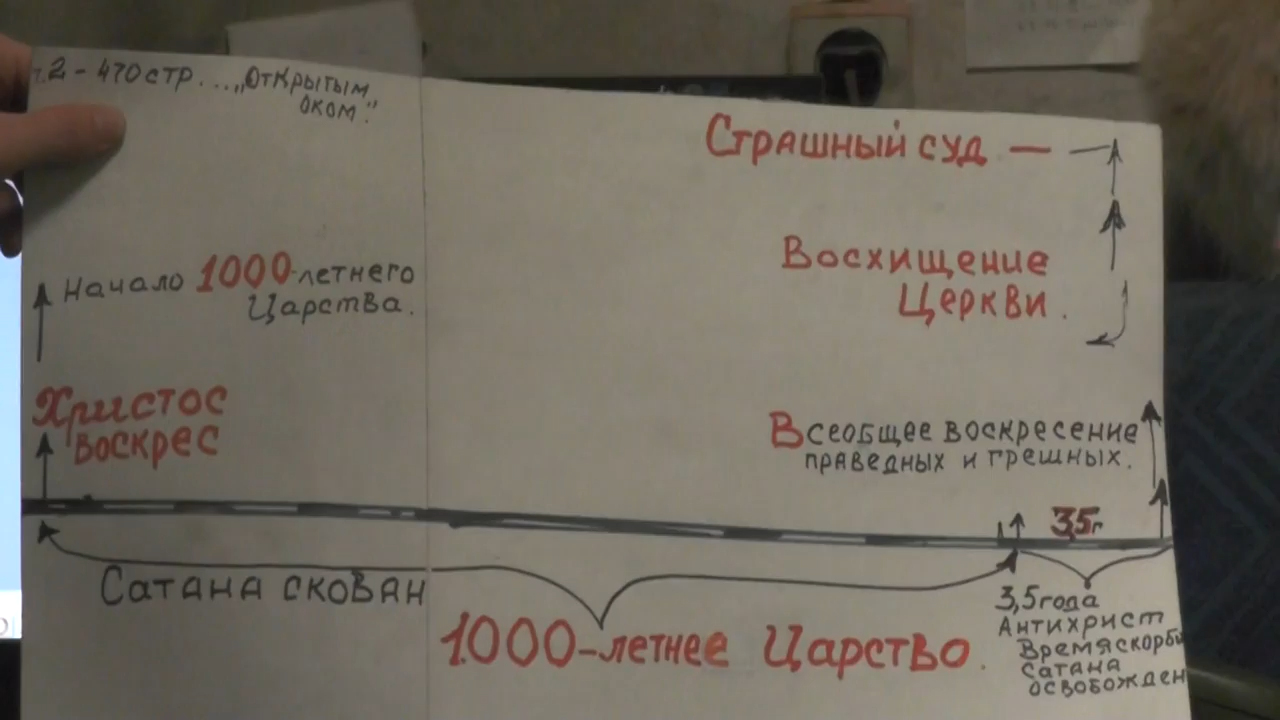 т.2 - 470 стр. .. „Открытым
оком".
Страшный суд —
Начало 1000-летнего
Царства.
Восхищение
Церкви.
Христос
воскрес
Всеобщее воскресение
праведных и грешных.
3,5 г
Сатана скован
1000-летнее Царство.
3,5 года
Антихрист
Время скорби
Сатана
освобожден